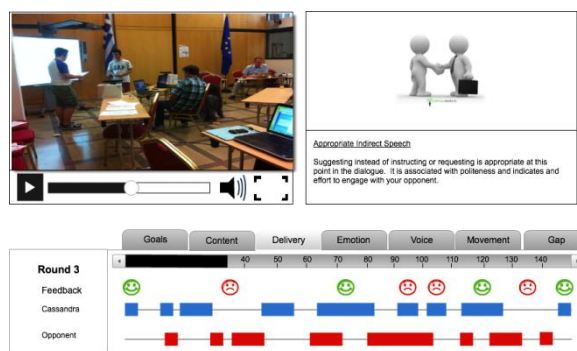 Appropriate Indirect Speech
Suggesting instead of instructing or requesting is appropriate at this
point in the dialogue. It is associated with politeness and indicates and
effort to engage with your opponent.
Goals Content Delivery Emotion Voice Movement Gap
40 50 60 70 80 90 100 110 120 130 140
Round 3
Feedback
Cassandra
Opponent